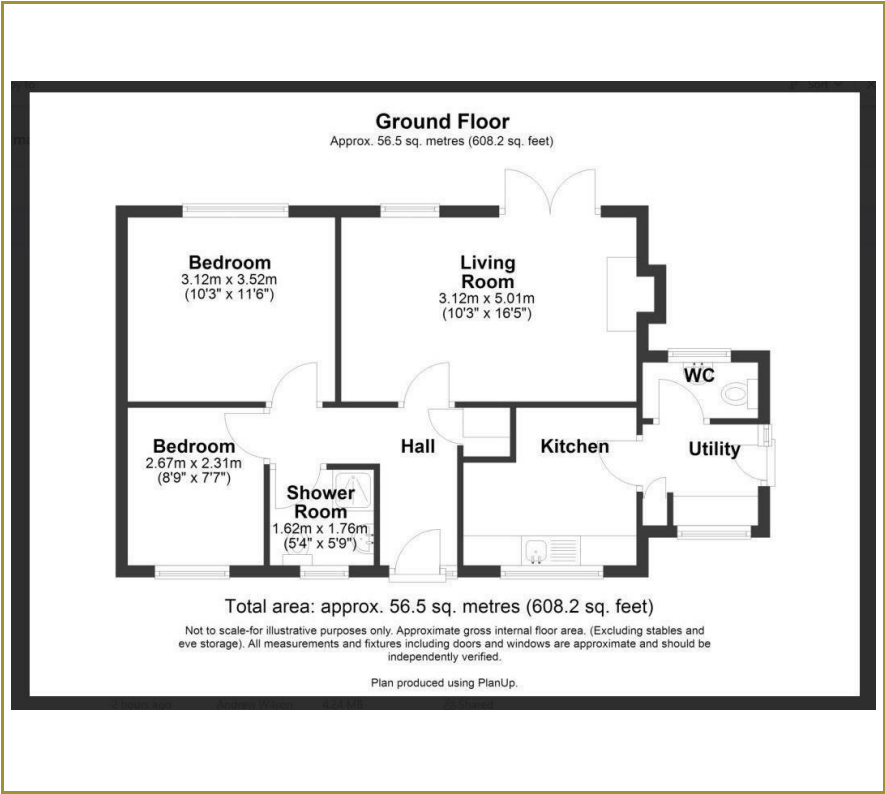 Ground Floor
Approx. 56.5 sq. metres (608.2 sq. feet)
Bedroom
3.12m x 3.52m
(10'3" x 11'6")
Living
Room
3.12m x 5.01m
(10'3" x 16'5")
WC
Bedroom
2.67m x 2.31m
(8'9" x 7'7")
Hall
Kitchen
Utility
Shower
Room
1.62m x 1.76m
(5'4" x 5'9")
Total area: approx. 56.5 sq. metres (608.2 sq. feet)
Not to scale-for illustrative purposes only. Approximate gross internal floor area. (Excluding stables and
eve storage). All measurements and fixtures including doors and windows are approximate and should be
independently verified.
Plan produced using PlanUp.